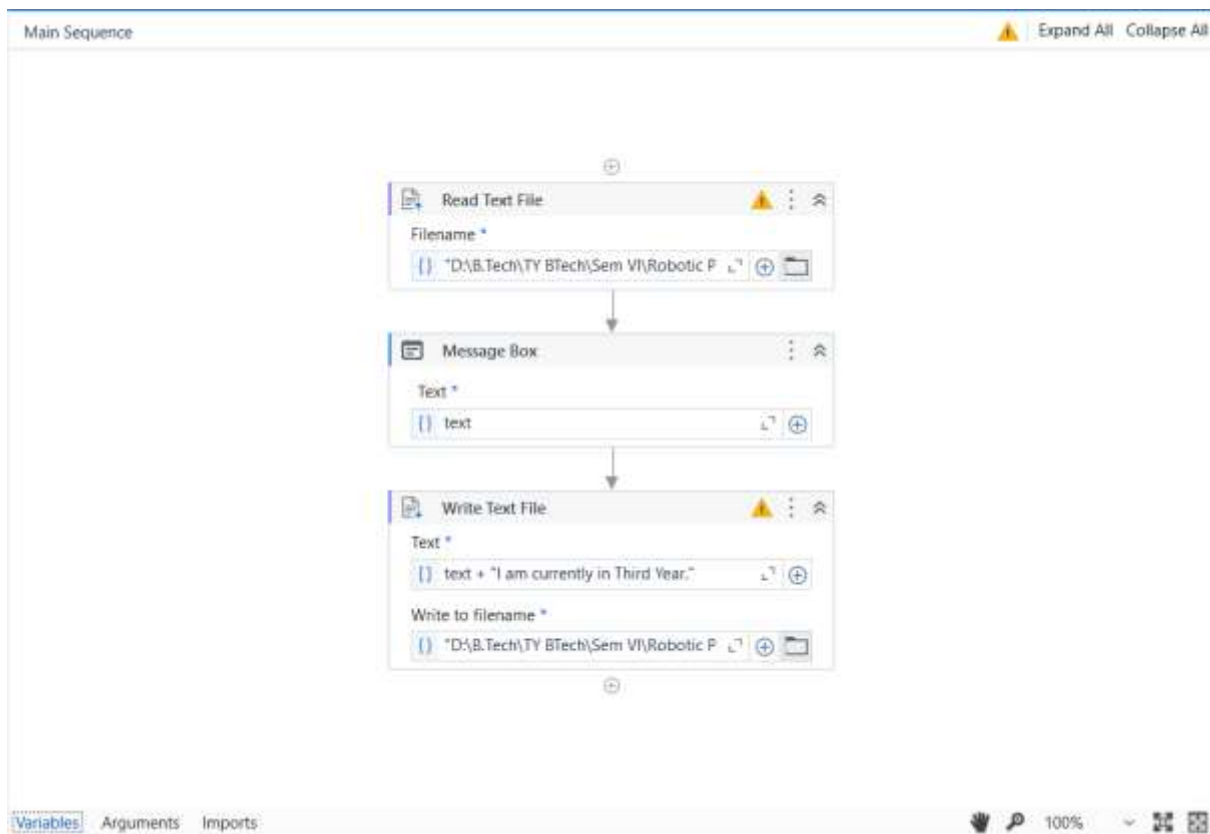 Main Sequence Expand All Collapse All
Read Text File
Filename *
"D:\B.Tech\TY BTech\Sem VI\Robotic P
Message Box
Text *
text
Write Text File
Text *
text + "I am currently in Third Year."
Write to filename *
"D:\B.Tech\TY BTech\Sem VI\Robotic P
Variables Arguments Imports 100%